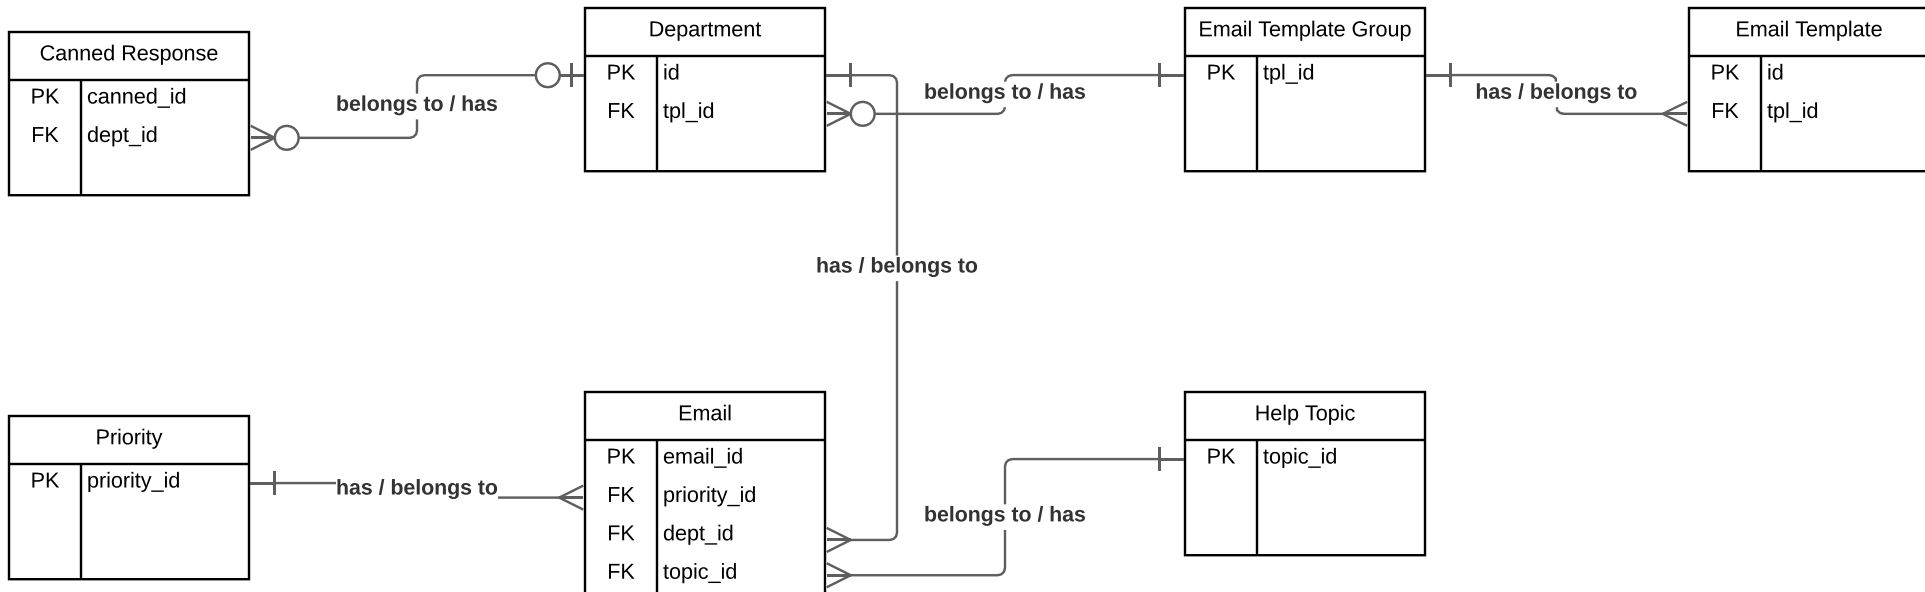 Canned Response
PK canned_id
FK dept_id
belongs to / has
Department
PK id
FK tpl_id
belongs to / has
Email Template Group
PK tpl_id
has / belongs to
Email Template
PK id
FK tpl_id
has / belongs to
Priority
PK priority_id
has / belongs to
Email
PK email_id
FK priority_id
FK dept_id
FK topic_id
belongs to / has
Help Topic
PK topic_id